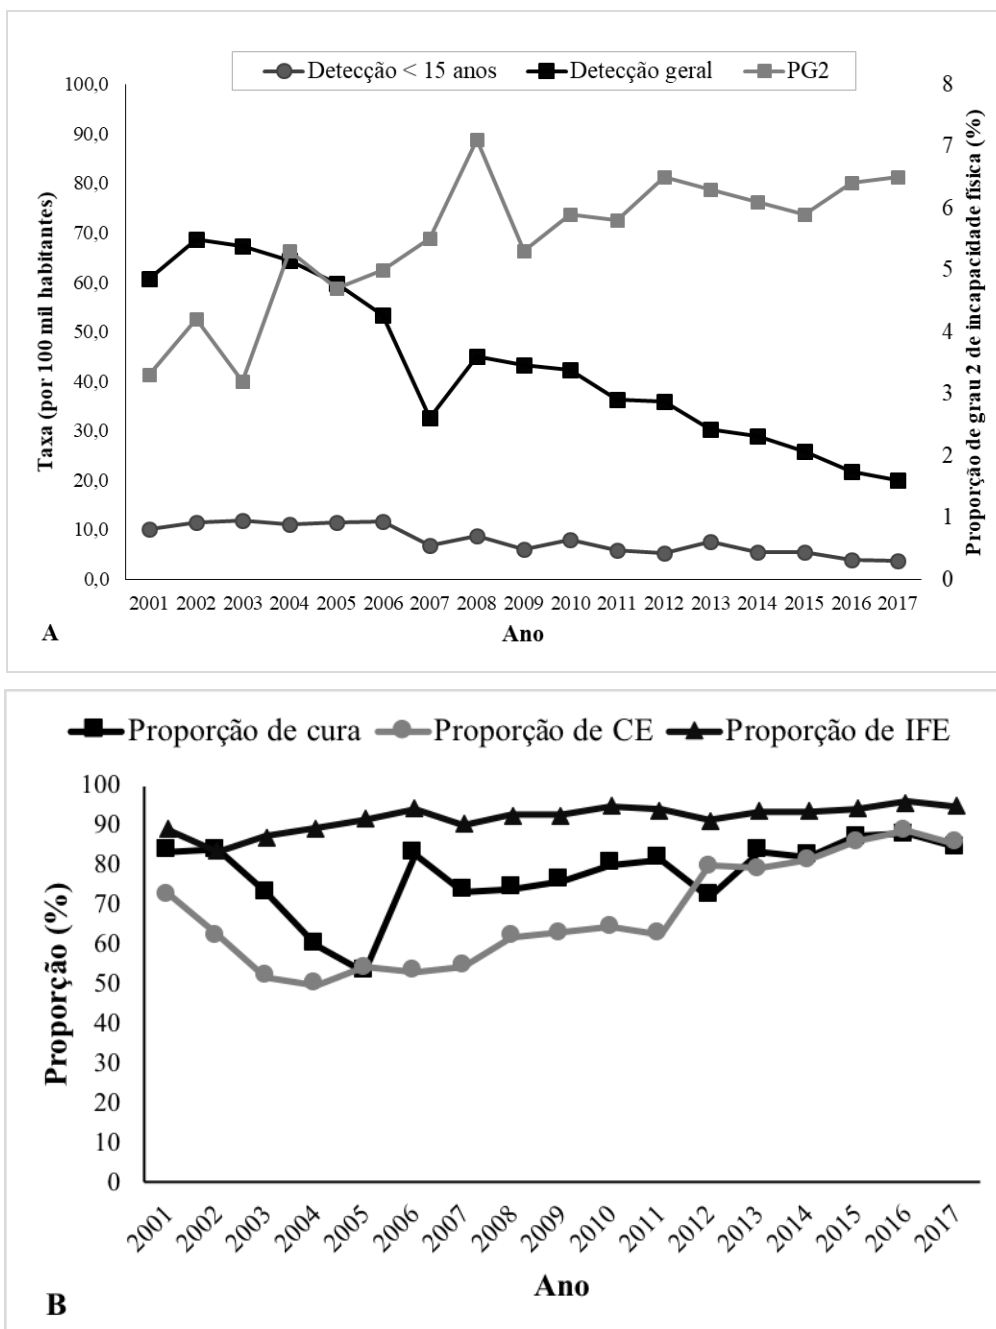 Detecção < 15 anos Detecção geral PG2
100,0
90,0
80,0
70,0
60,0
50,0
40,0
30,0
20,0
10,0
0,0
Taxa (por 100 mil habitantes)
8
7
6
5
4
3
2
1
0
Proporção de grau 2 de incapacidade física (%)
2001 2002 2003 2004 2005 2006 2007 2008 2009 2010 2011 2012 2013 2014 2015 2016 2017
Ano
A
Proporção de cura Proporção de CE Proporção de IFE
100
90
80
70
60
50
40
30
20
10
0
Proporção (%)
2001 2002 2003 2004 2005 2006 2007 2008 2009 2010 2011 2012 2013 2014 2015 2016 2017
Ano
B